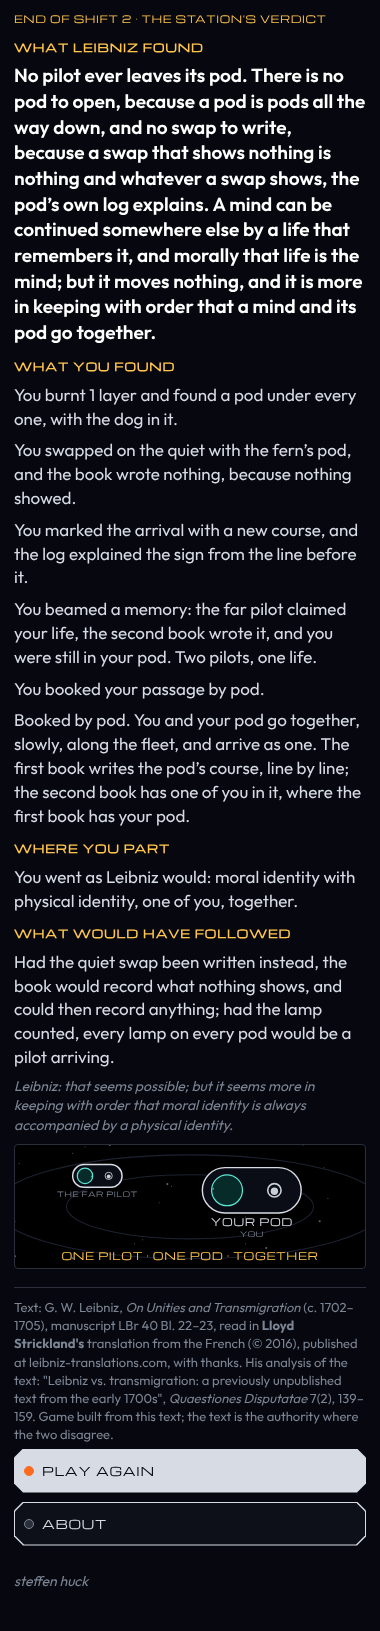 END OF SHIFT 2 · THE STATION'S VERDICT
WHAT LEIBNIZ FOUND
No pilot ever leaves its pod. There is no
pod to open, because a pod is pods all the
way down, and no swap to write,
because a swap that shows nothing is
nothing and whatever a swap shows, the
pod's own log explains. A mind can be
continued somewhere else by a life that
remembers it, and morally that life is the
mind; but it moves nothing, and it is more
in keeping with order that a mind and its
pod go together.
WHAT YOU FOUND
You burnt 1 layer and found a pod under every
one, with the dog in it.
You swapped on the quiet with the fern's pod,
and the book wrote nothing, because nothing
showed.
You marked the arrival with a new course, and
the log explained the sign from the line before
it.
You beamed a memory: the far pilot claimed
your life, the second book wrote it, and you
were still in your pod. Two pilots, one life.
You booked your passage by pod.
Booked by pod. You and your pod go together,
slowly, along the fleet, and arrive as one. The
first book writes the pod's course, line by line;
the second book has one of you in it, where the
first book has your pod.
WHERE YOU PART
You went as Leibniz would: moral identity with
physical identity, one of you, together.
WHAT WOULD HAVE FOLLOWED
Had the quiet swap been written instead, the
book would record what nothing shows, and
could then record anything; had the lamp
counted, every lamp on every pod would be a
pilot arriving.
Leibniz: that seems possible; but it seems more in
keeping with order that moral identity is always
accompanied by a physical identity.
THE FAR PILOT
YOUR POD
YOU
ONE PILOT · ONE POD · TOGETHER
Text: G. W. Leibniz, On Unities and Transmigration (c. 1702–
1705), manuscript LBr 40 Bl. 22–23, read in Lloyd
Strickland's translation from the French (© 2016), published
at leibniz-translations.com, with thanks. His analysis of the
text: "Leibniz vs. transmigration: a previously unpublished
text from the early 1700s", Quaestiones Disputatae 7(2), 139–
159. Game built from this text; the text is the authority where
the two disagree.
PLAY AGAIN
ABOUT
steffen huck